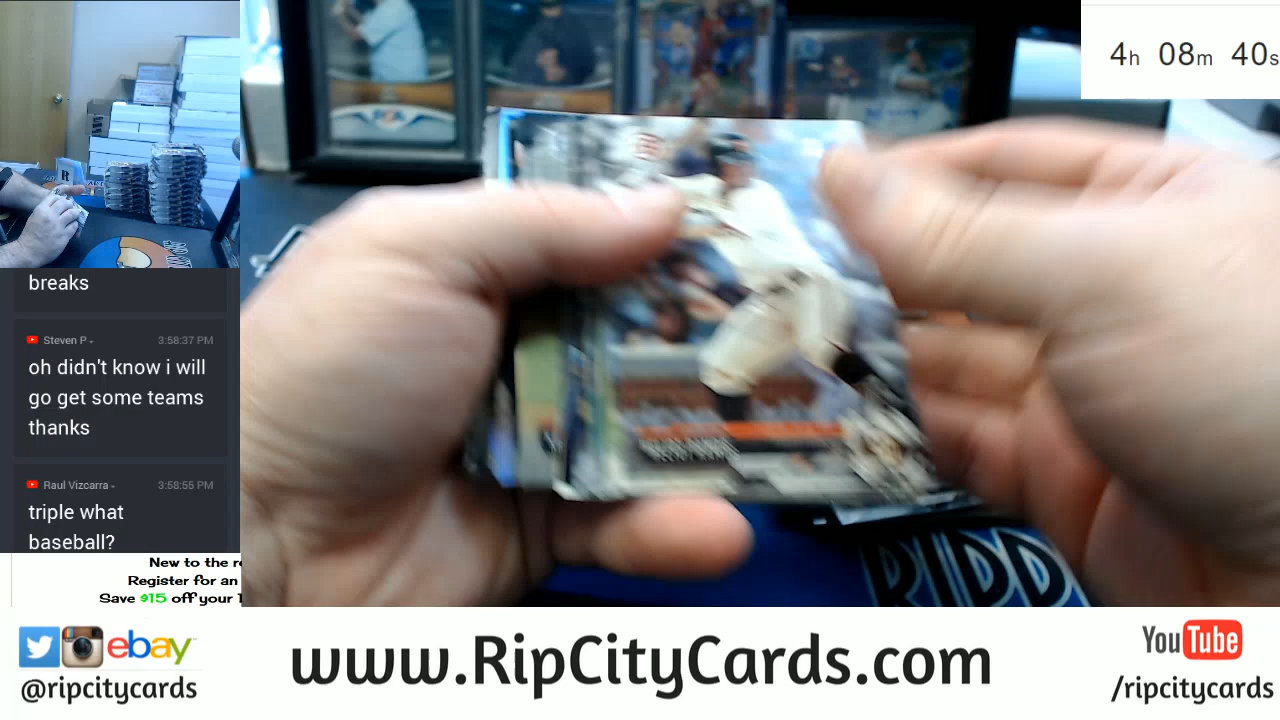 4h 08m 40s
breaks
Steven P
3:58:37 PM
oh didn't know i will
go get some teams
thanks
Raul Vizcarra
3:58:55 PM
triple what
baseball?
New to the
Register for an
Save $15 off your
ebay
@ripcitycards
www.RipCityCards.com
YouTube
/ripcitycards